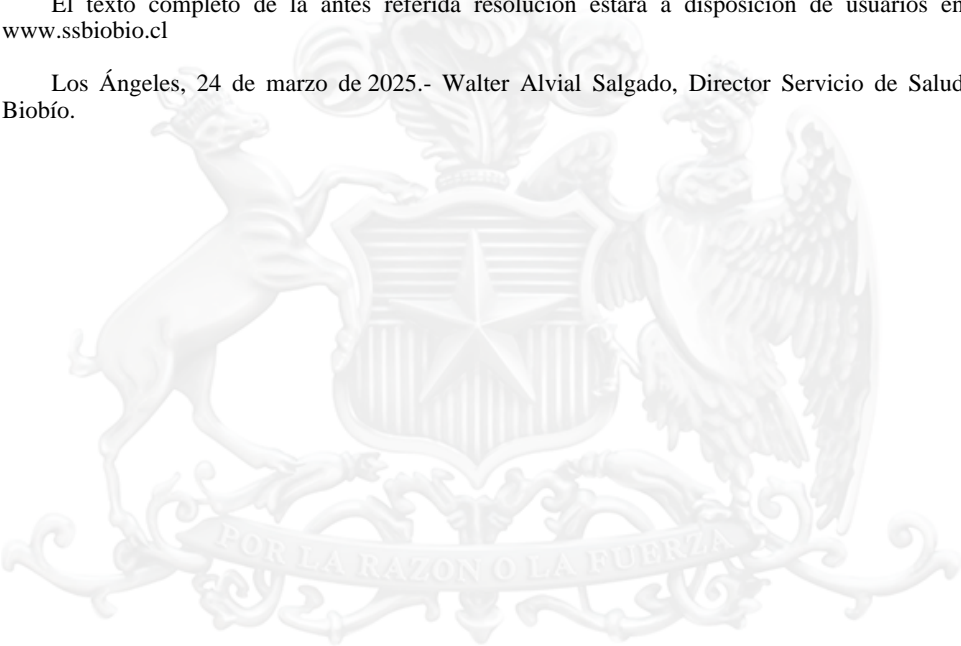 El texto completo de la antes referida resolución estará a disposición de usuarios en
www.ssbiobio.cl
Los Ángeles, 24 de marzo de 2025.- Walter Alvial Salgado, Director Servicio de Salud
Biobío.
POR LA RAZON O LA FUERZA